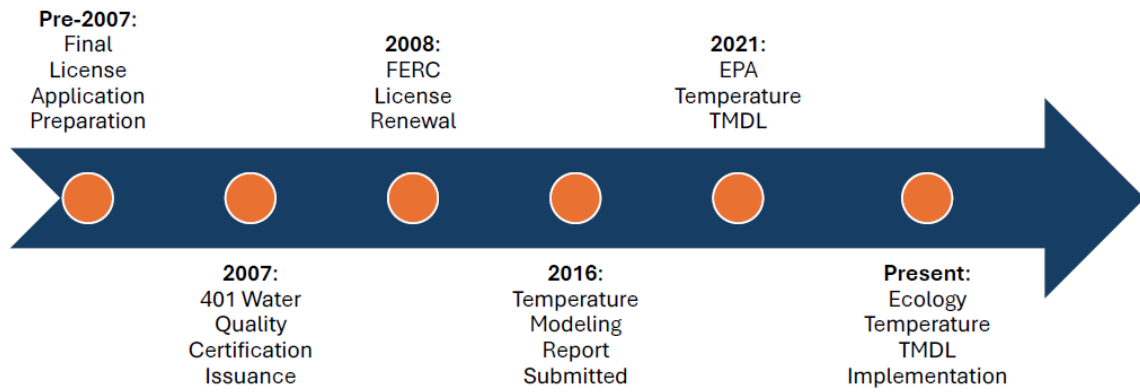 Pre-2007:
Final
License
Application
Preparation
2007:
401 Water
Quality
Certification
Issuance
2008:
FERC
License
Renewal
2016:
Temperature
Modeling
Report
Submitted
2021:
EPA
Temperature
TMDL
Present:
Ecology
Temperature
TMDL
Implementation